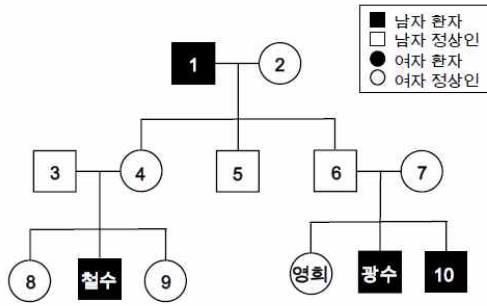 남자 환자
남자 정상인
여자 환자
여자 정상인
1 2
3 4 5 6 7
8 철수 9 영희 광수 10